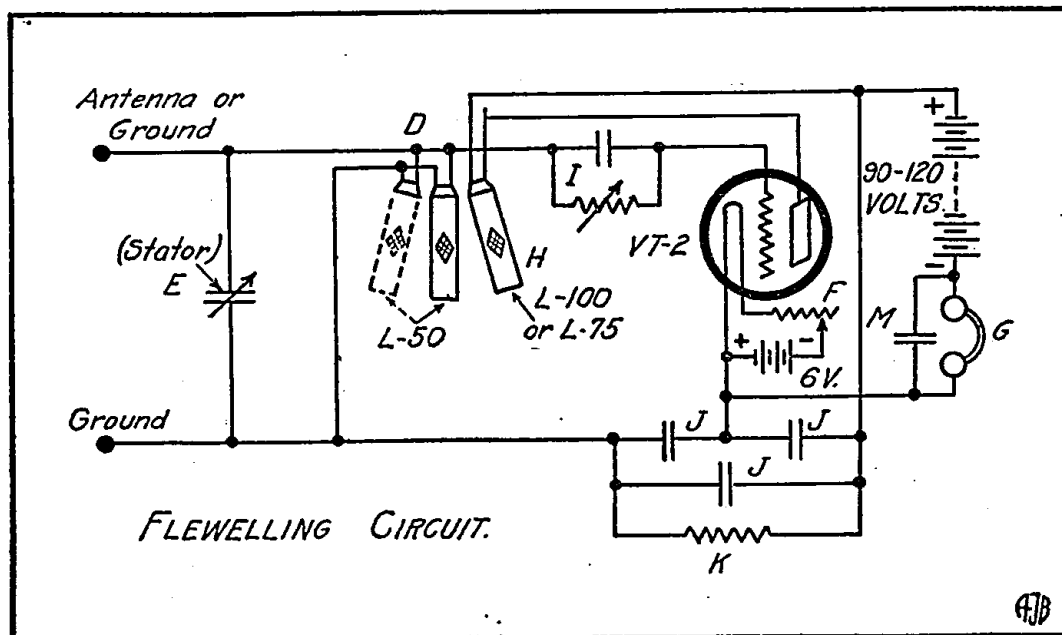 Antenna or
Ground
D
+
I
90-120
VOLTS.
(Stator)
E
VT-2
H
L-50
L-100
or L-75
F
M
G
+
-
6V.
-
Ground
J
J
J
K
FLEWELLING CIRCUIT.
AJB